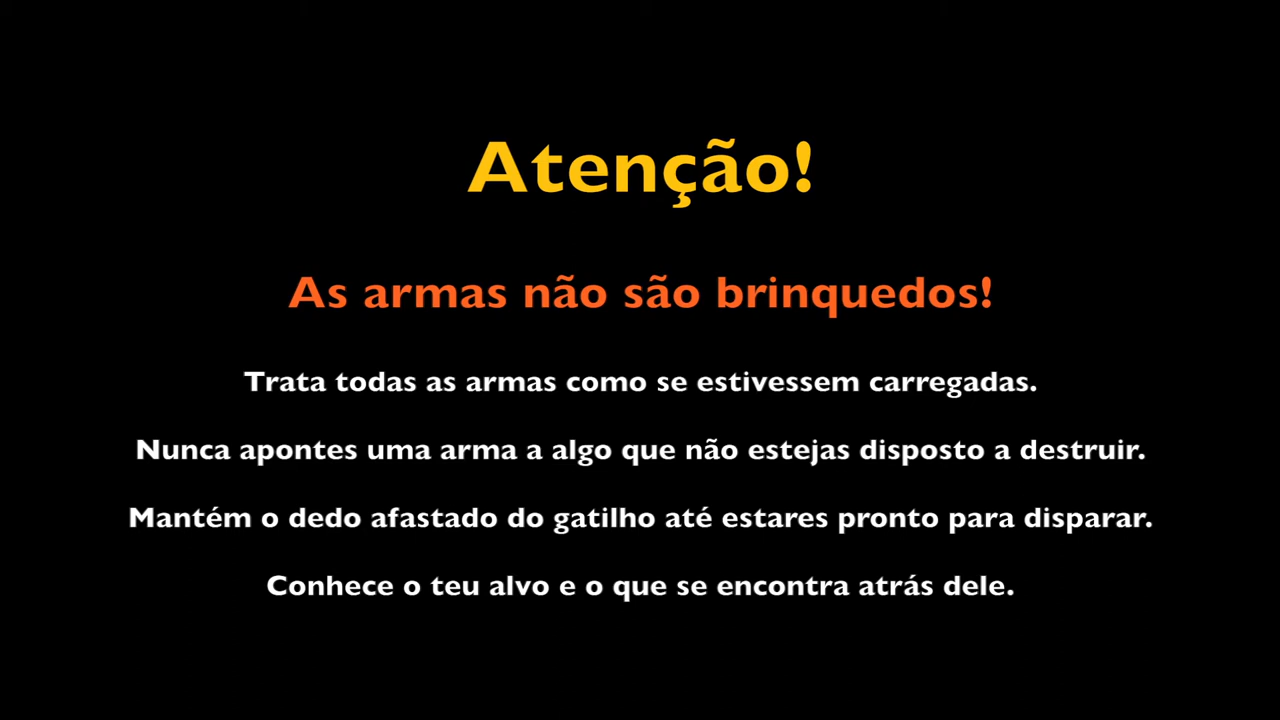 Atenção!
As armas não são brinquedos!
Trata todas as armas como se estivessem carregadas.
Nunca apontes uma arma a algo que não estejas disposto a destruir.
Mantém o dedo afastado do gatilho até estares pronto para disparar.
Conhece o teu alvo e o que se encontra atrás dele.